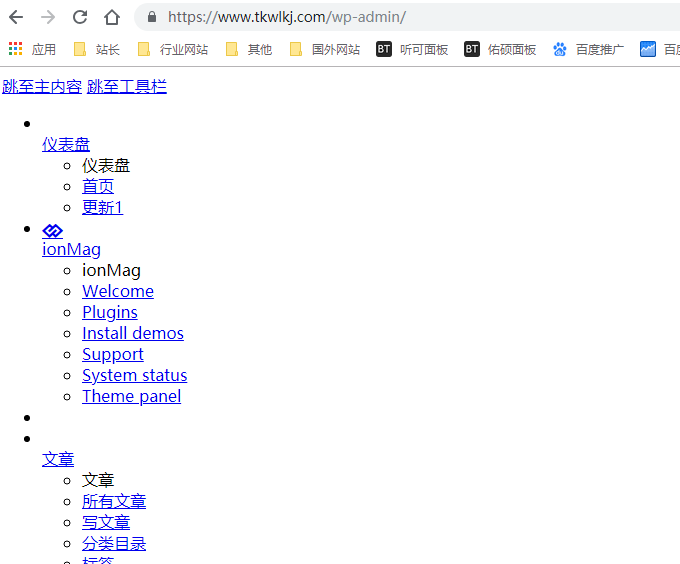 https://www.tkwlkj.com/wp-admin/
应用 站长 行业网站 其他 国外网站 BT 听可面板 BT 佑硕面板 百度推广 百度
跳至主内容 跳至工具栏
仪表盘
仪表盘
首页
更新1
ionMag
ionMag
Welcome
Plugins
Install demos
Support
System status
Theme panel
文章
文章
所有文章
写文章
分类目录
标签